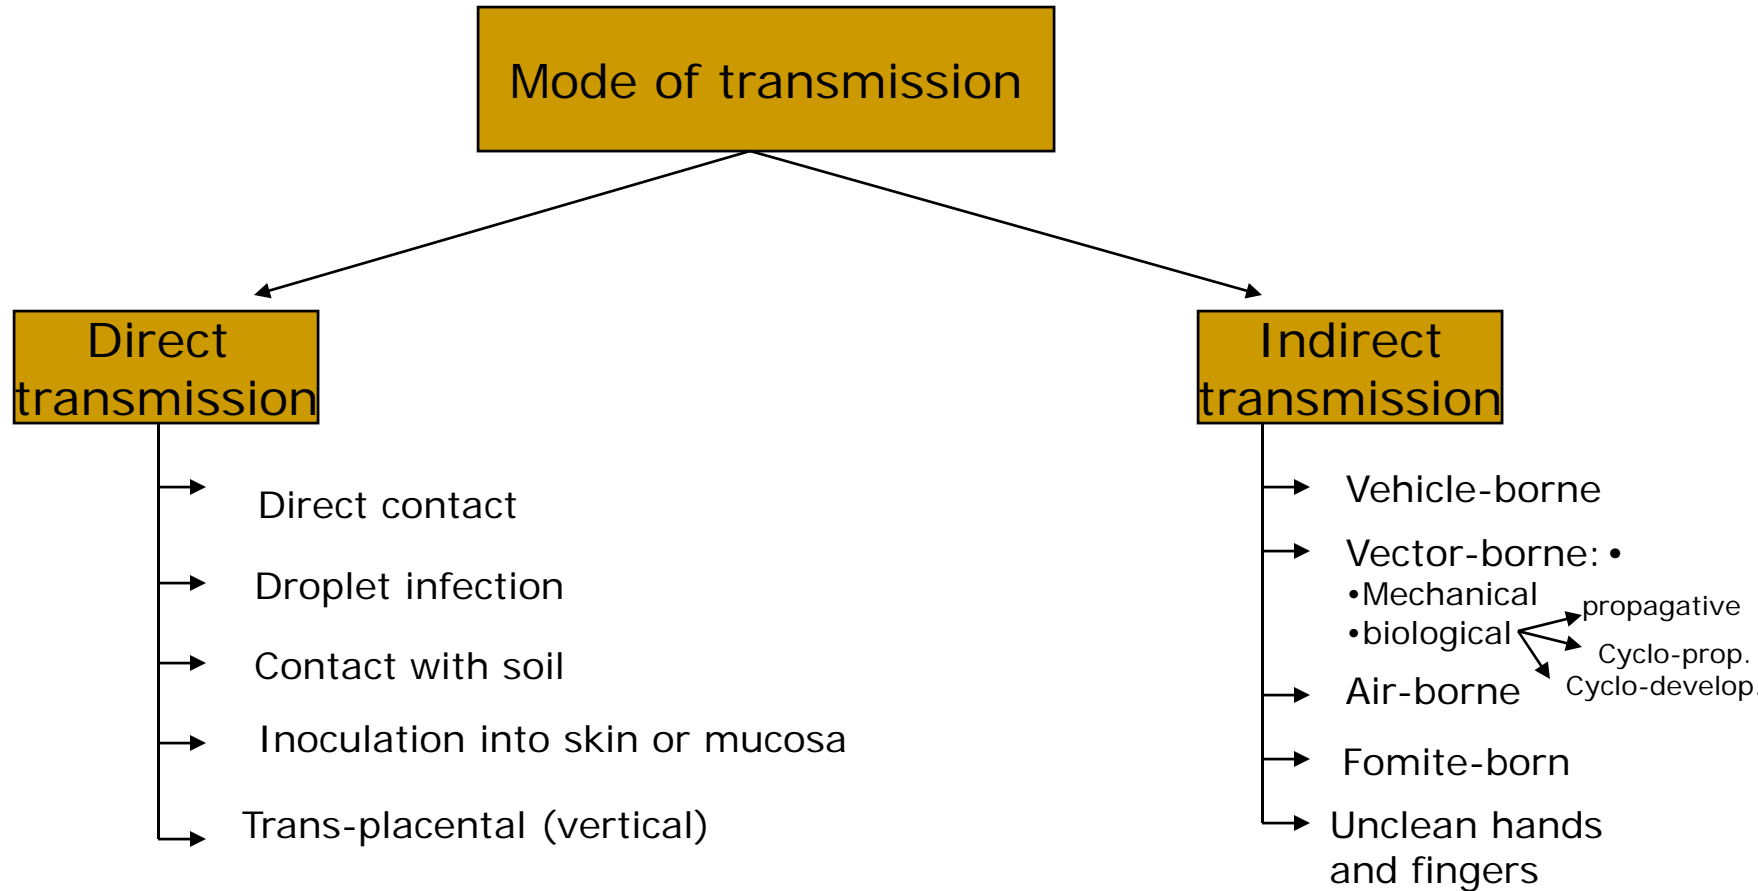 Mode of transmission
Direct
transmission
Direct contact
Droplet infection
Contact with soil
Inoculation into skin or mucosa
Trans-placental (vertical)
Indirect
transmission
Vehicle-borne
Vector-borne: •
•Mechanical
•biological
propagative
Cyclo-prop.
Cyclo-develop.
Air-borne
Fomite-born
Unclean hands
and fingers